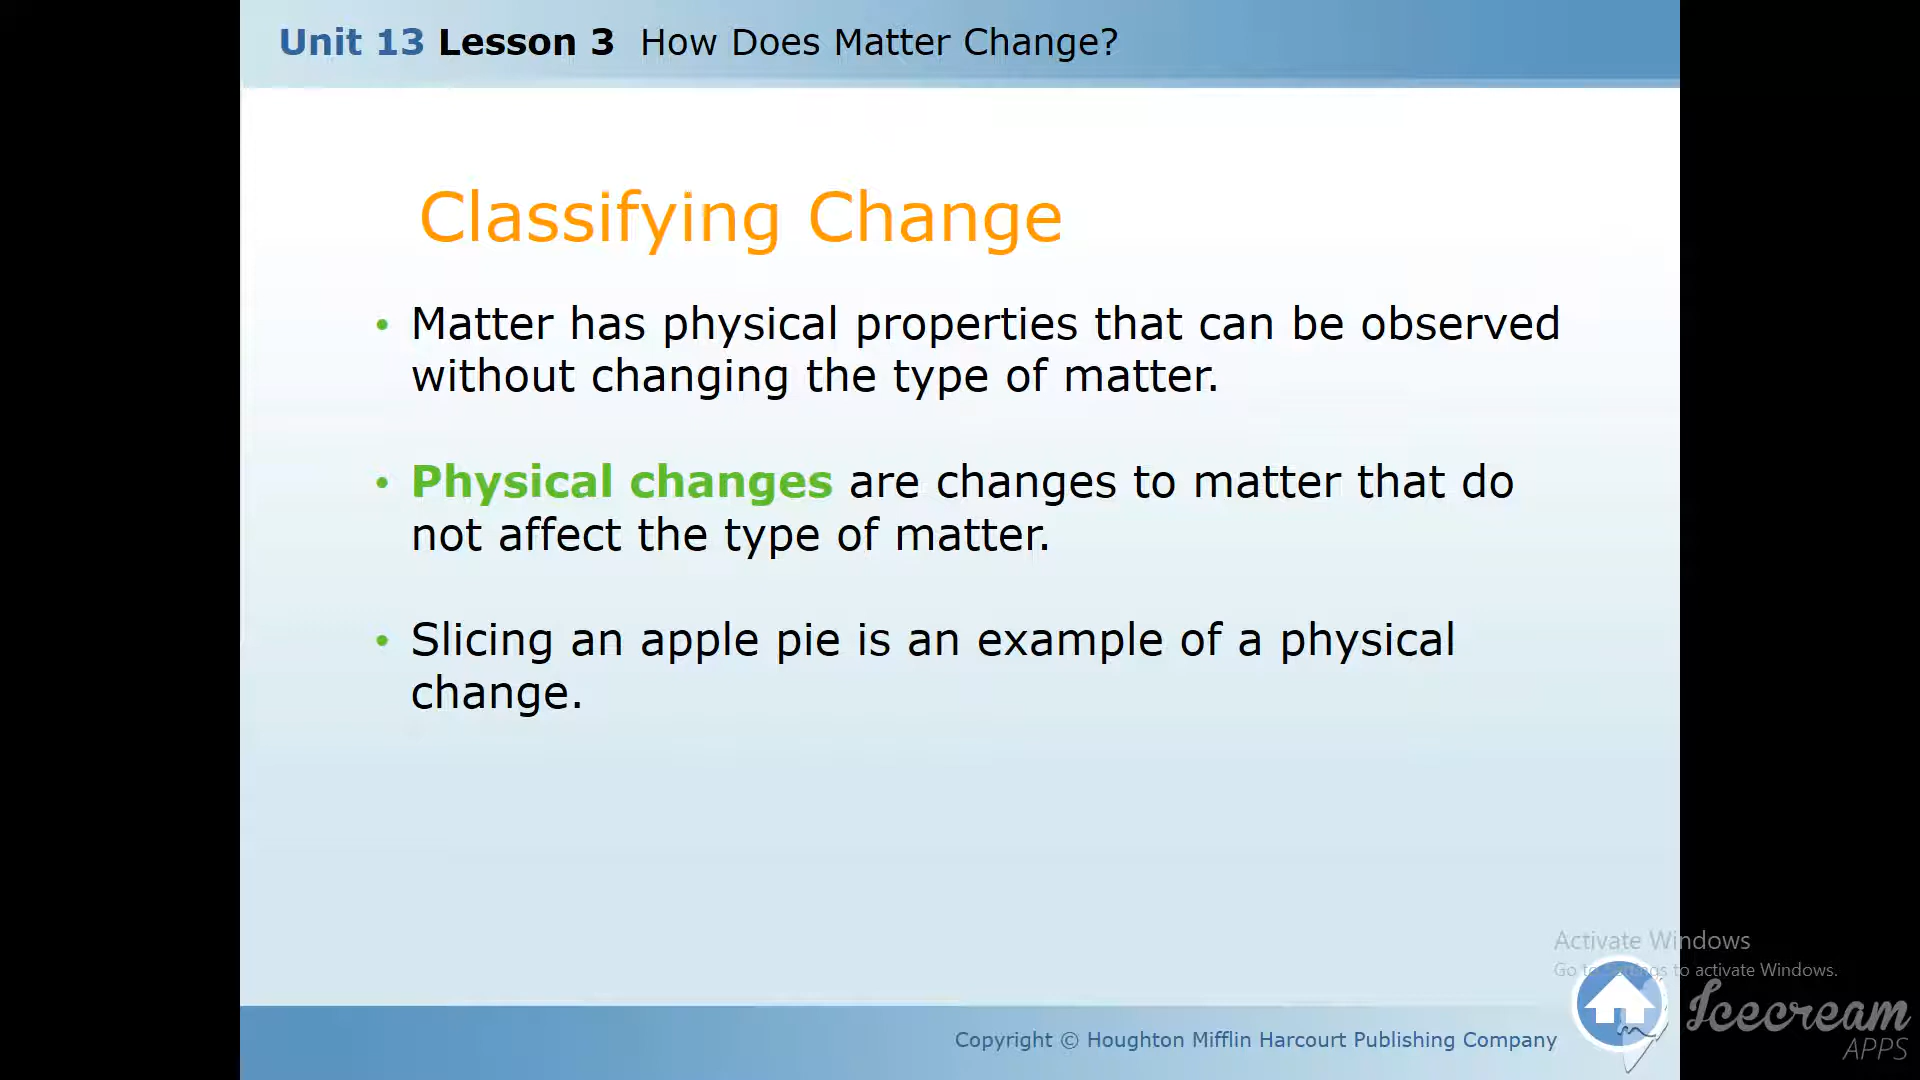 Unit 13 Lesson 3 How Does Matter Change?
Classifying Change
• Matter has physical properties that can be observed
without changing the type of matter.
• Physical changes are changes to matter that do
not affect the type of matter.
• Slicing an apple pie is an example of a physical
change.
Activate Windows
Go to Settings to activate Windows.
Icecream
APPS
Copyright © Houghton Mifflin Harcourt Publishing Company